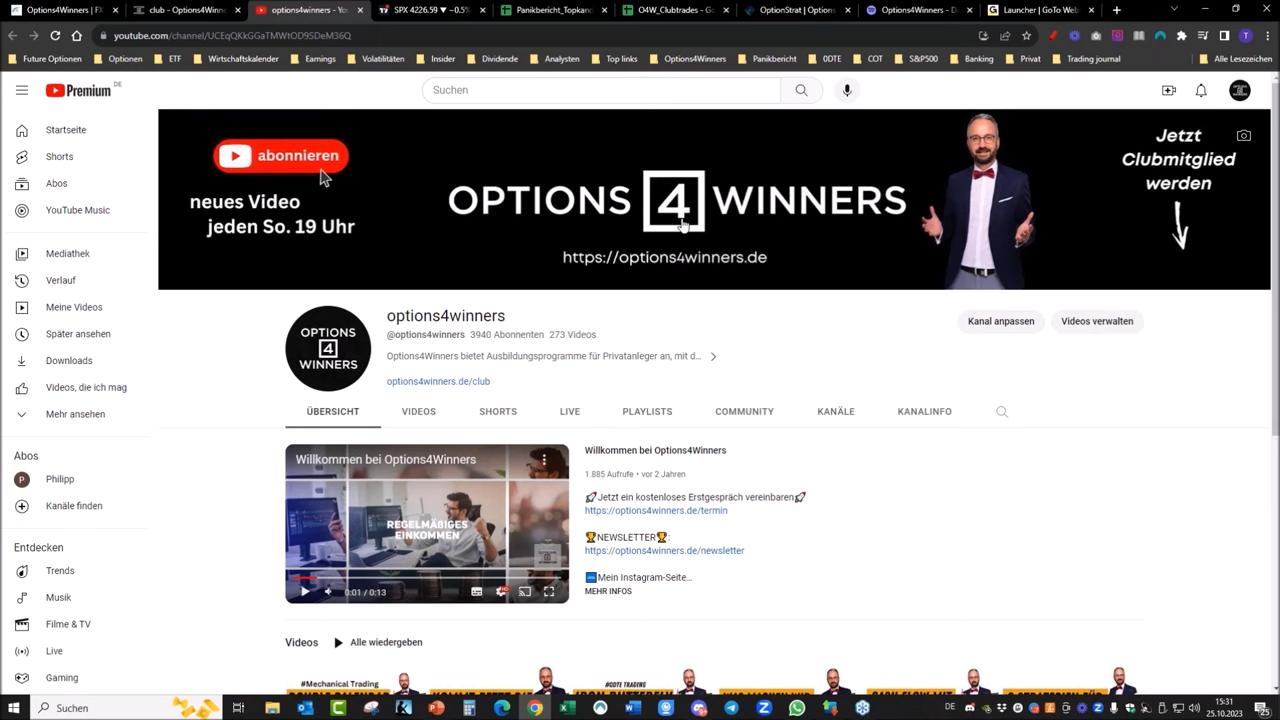 Options4Winners | FX
club - Options4Winners
options4winners - You
SPX 4226.59 ▼ −0.5%
Panikbericht_Topkand
O4W_Clubtrades - Go
OptionStrat | Options
Options4Winners - D
Launcher | GoTo Web
youtube.com/channel/UCEqQKkGGaTMWtOD9SDeM36Q
Future Optionen
Optionen
ETF
Wirtschaftskalender
Earnings
Volatilitäten
Insider
Dividende
Analysten
Top links
Options4Winners
Panikbericht
0DTE
COT
S&P500
Banking
Privat
Trading journal
Alle Lesezeichen
Premium DE
Suchen
Startseite
Shorts
Abos
YouTube Music
Mediathek
Verlauf
Meine Videos
Später ansehen
Downloads
Videos, die ich mag
Mehr ansehen
Abos
P Philipp
Kanäle finden
Entdecken
Trends
Musik
Filme & TV
Live
Gaming
abonnieren
neues Video
jeden So. 19 Uhr
OPTIONS 4 WINNERS
https://options4winners.de
Jetzt
Clubmitglied
werden
OPTIONS
4
WINNERS
options4winners
@options4winners 3940 Abonnenten 273 Videos
Options4Winners bietet Ausbildungsprogramme für Privatanleger an, mit d...
options4winners.de/club
Kanal anpassen
Videos verwalten
ÜBERSICHT
VIDEOS
SHORTS
LIVE
PLAYLISTS
COMMUNITY
KANÄLE
KANALINFO
Willkommen bei Options4Winners
REGELMÄßIGES
EINKOMMEN
0:01 / 0:13
Willkommen bei Options4Winners
1.885 Aufrufe • vor 2 Jahren
🚀Jetzt ein kostenloses Erstgespräch vereinbaren🚀
https://options4winners.de/termin
🏆NEWSLETTER🏆:
https://options4winners.de/newsletter
Mein Instagram-Seite...
MEHR INFOS
Videos
Alle wiedergeben
#Mechanical Trading
#0DTE TRADING
Suchen
DE
15:31
25.10.2023